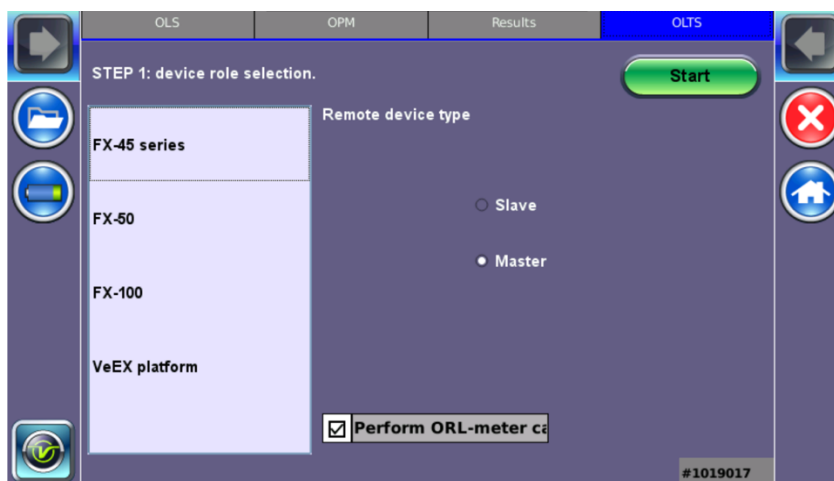 OLS OPM Results OLTS
STEP 1: device role selection.
Start
Remote device type
FX-45 series
Slave
FX-50
Master
FX-100
VeEX platform
Perform ORL-meter ca
#1019017